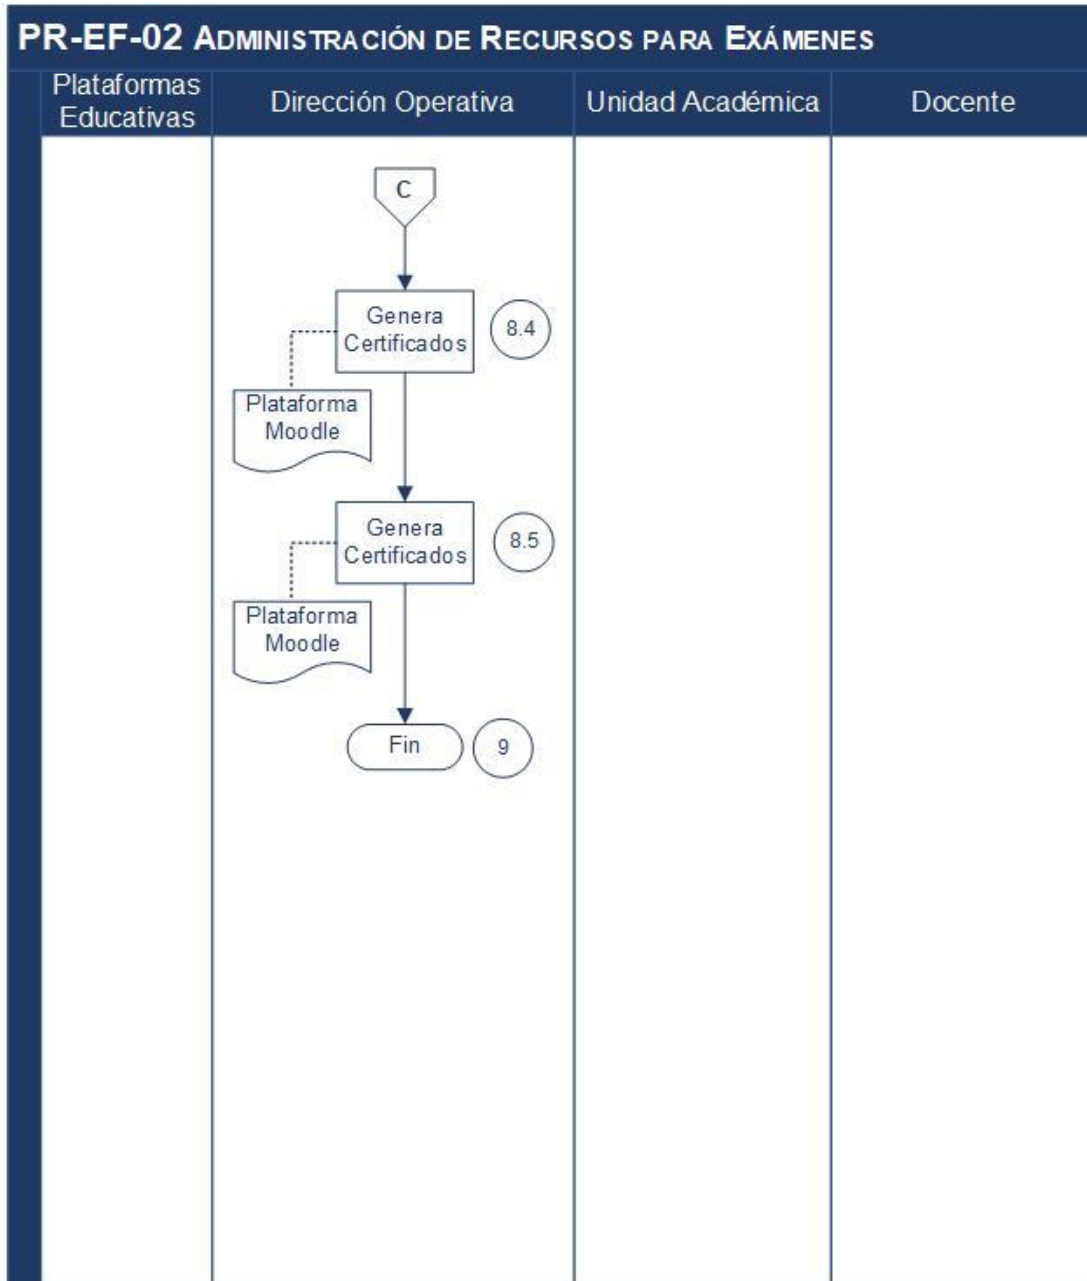 PR-EF-02 ADMINISTRACIÓN DE RECURSOS PARA EXÁMENES
Plataformas
Educativas
Dirección Operativa
Unidad Académica
Docente
C
Genera
Certificados
8.4
Plataforma
Moodle
Genera
Certificados
8.5
Plataforma
Moodle
Fin
9